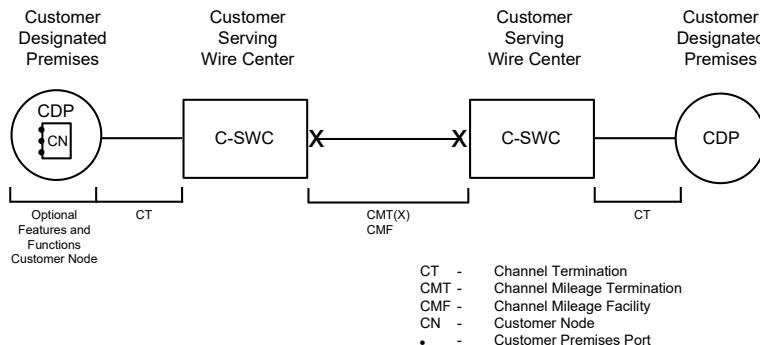 Customer
Designated
Premises
Customer
Serving
Wire Center
Customer
Serving
Wire Center
Customer
Designated
Premises
CDP
CN
C-SWC
X
X
C-SWC
CDP
Optional
Features and
Functions
Customer Node
CT
CMT(X)
CMF
CT
CT - Channel Termination
CMT - Channel Mileage Termination
CMF - Channel Mileage Facility
CN - Customer Node
• - Customer Premises Port